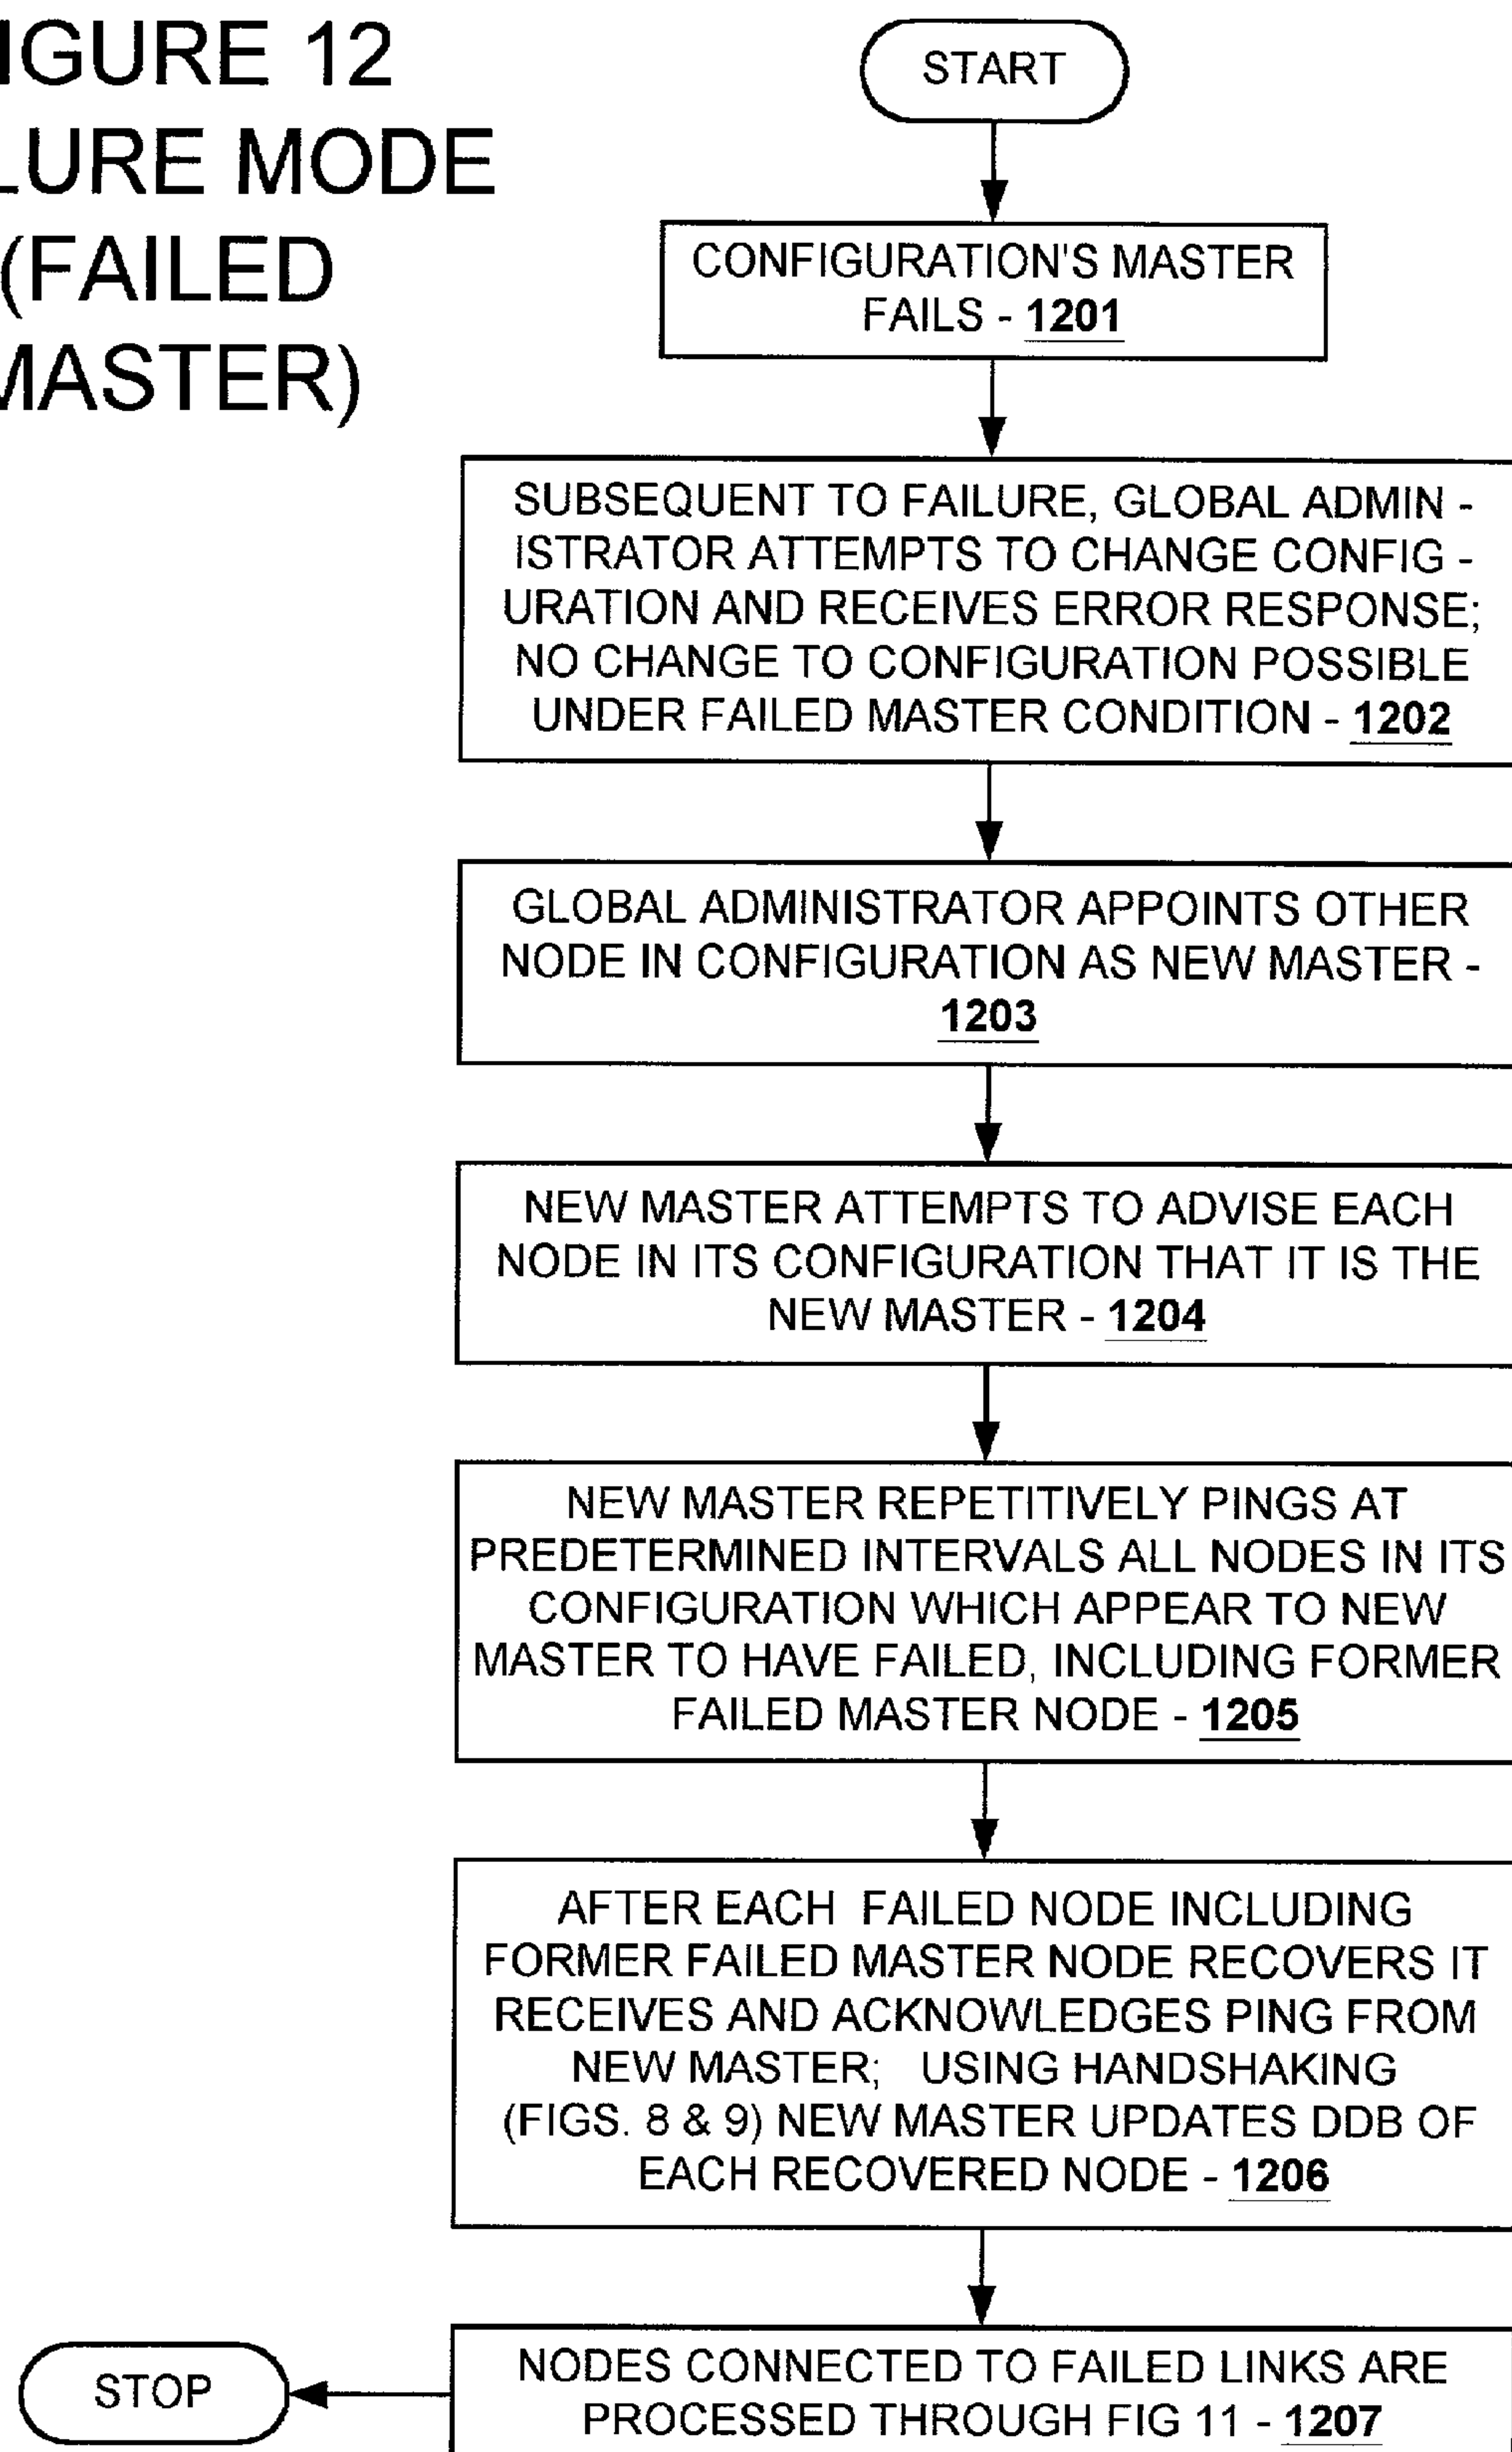 IGURE 12
LURE MODE
(FAILED
MASTER)
START
CONFIGURATION'S MASTER
FAILS - 1201
SUBSEQUENT TO FAILURE, GLOBAL ADMIN -
ISTRATOR ATTEMPTS TO CHANGE CONFIG -
URATION AND RECEIVES ERROR RESPONSE;
NO CHANGE TO CONFIGURATION POSSIBLE
UNDER FAILED MASTER CONDITION - 1202
GLOBAL ADMINISTRATOR APPOINTS OTHER
NODE IN CONFIGURATION AS NEW MASTER -
1203
NEW MASTER ATTEMPTS TO ADVISE EACH
NODE IN ITS CONFIGURATION THAT IT IS THE
NEW MASTER - 1204
NEW MASTER REPETITIVELY PINGS AT
PREDETERMINED INTERVALS ALL NODES IN ITS
CONFIGURATION WHICH APPEAR TO NEW
MASTER TO HAVE FAILED, INCLUDING FORMER
FAILED MASTER NODE - 1205
AFTER EACH FAILED NODE INCLUDING
FORMER FAILED MASTER NODE RECOVERS IT
RECEIVES AND ACKNOWLEDGES PING FROM
NEW MASTER; USING HANDSHAKING
(FIGS. 8 & 9) NEW MASTER UPDATES DDB OF
EACH RECOVERED NODE - 1206
NODES CONNECTED TO FAILED LINKS ARE
PROCESSED THROUGH FIG 11 - 1207
STOP